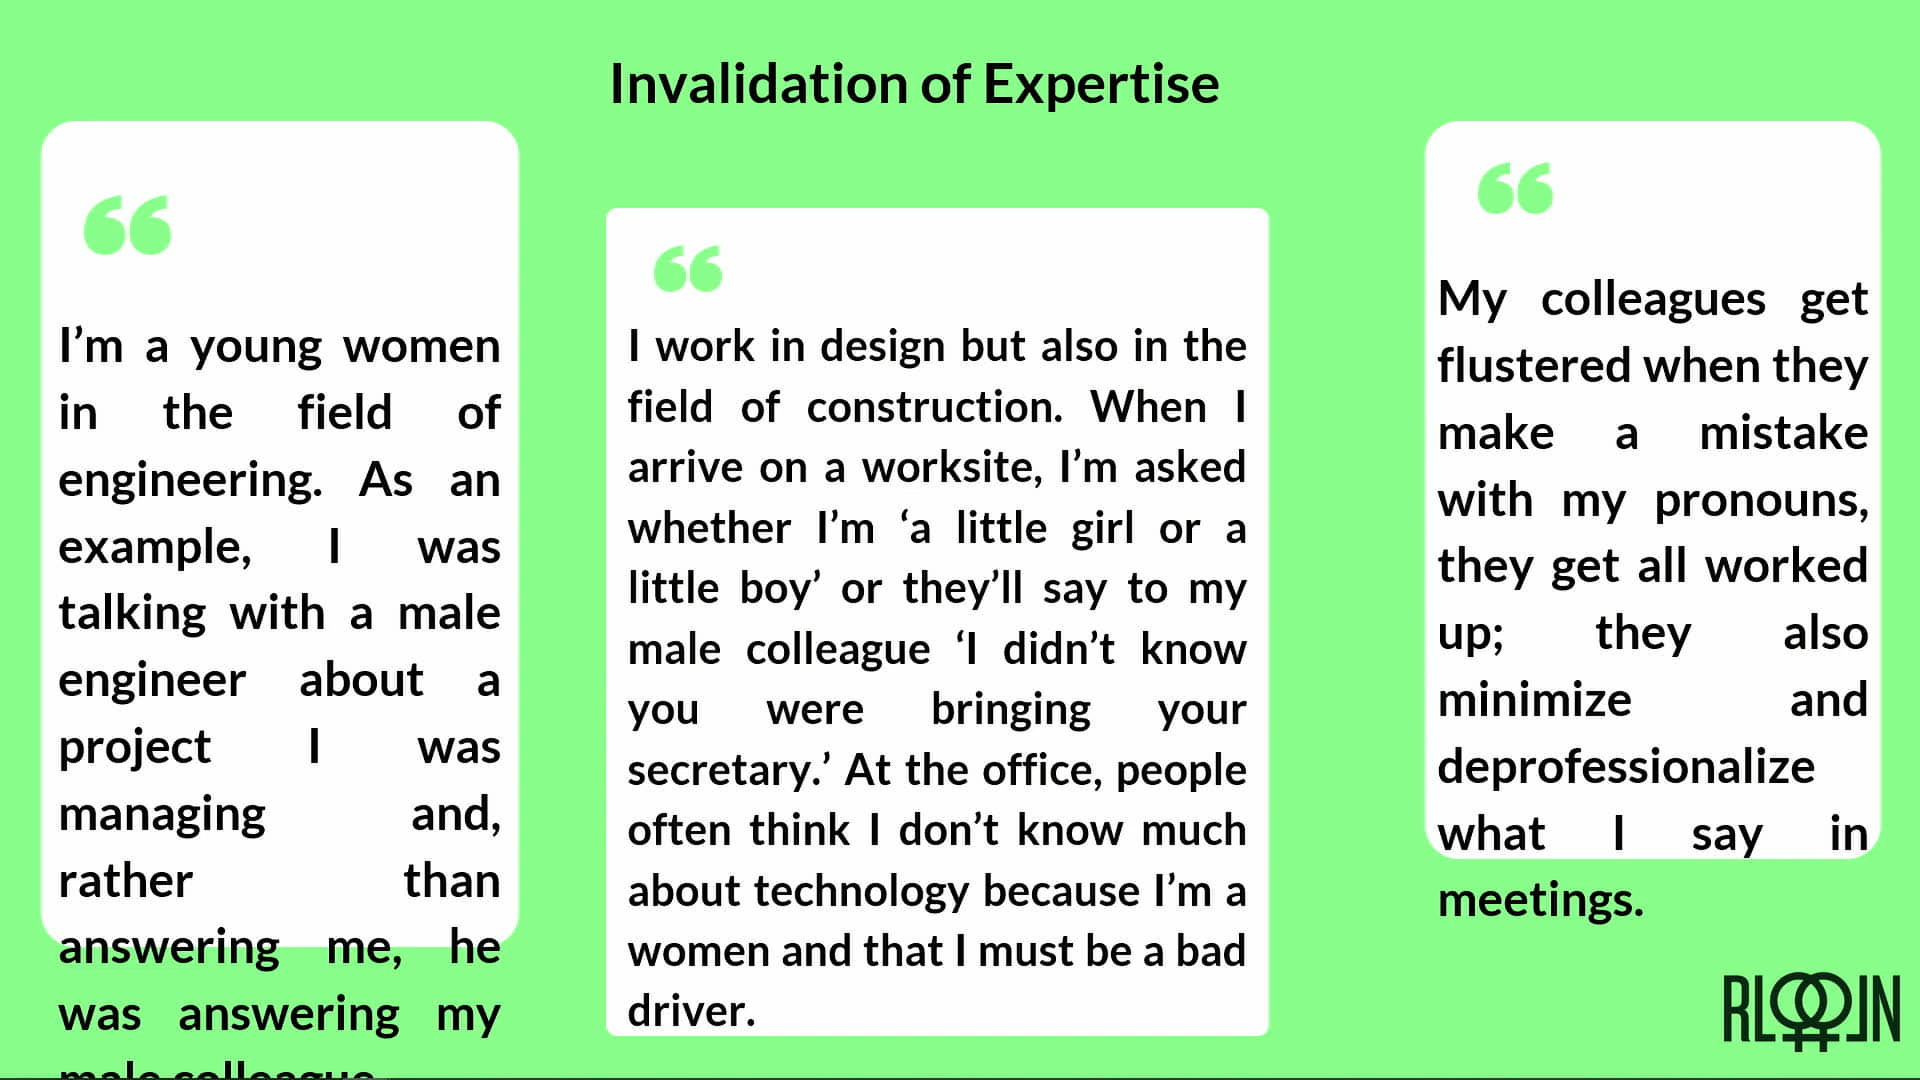 Invalidation of Expertise
I’m a young women
in the field of
engineering. As an
example, I was
talking with a male
engineer about a
project I was
managing and,
rather than
answering me, he
was answering my
male colleague
I work in design but also in the
field of construction. When I
arrive on a worksite, I’m asked
whether I’m ‘a little girl or a
little boy’ or they’ll say to my
male colleague ‘I didn’t know
you were bringing your
secretary.’ At the office, people
often think I don’t know much
about technology because I’m a
women and that I must be a bad
driver.
My colleagues get
flustered when they
make a mistake
with my pronouns,
they get all worked
up; they also
minimize and
deprofessionalize
what I say in
meetings.